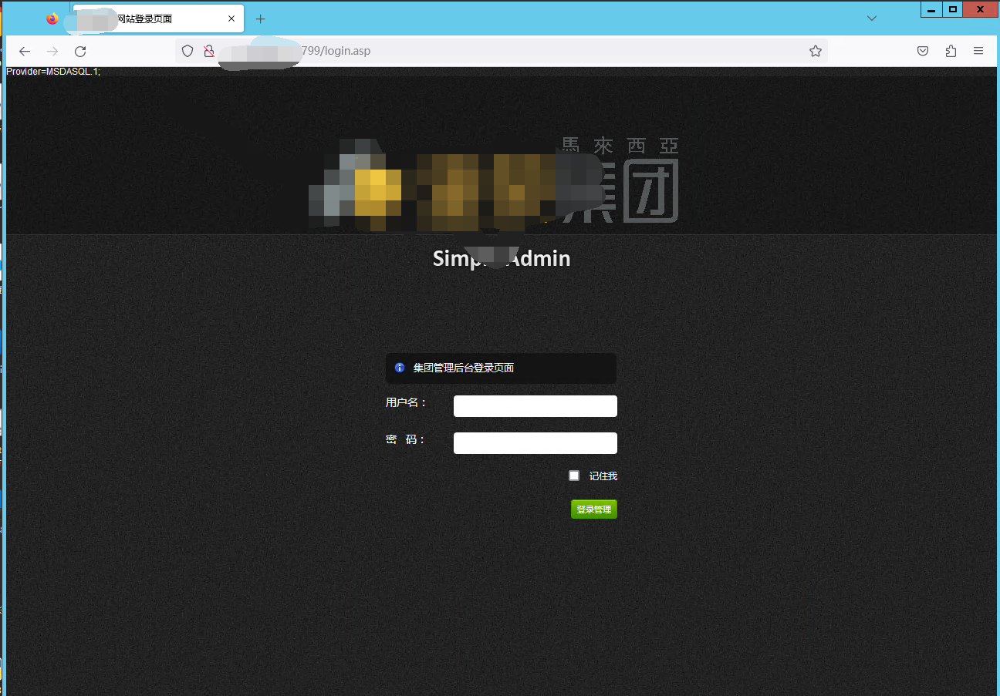 网站登录页面
799/login.asp
Provider=MSDASQL.1;
馬來西亞
集团
Admin
集团管理后台登录页面
用户名：
密 码：
记住我
登录管理